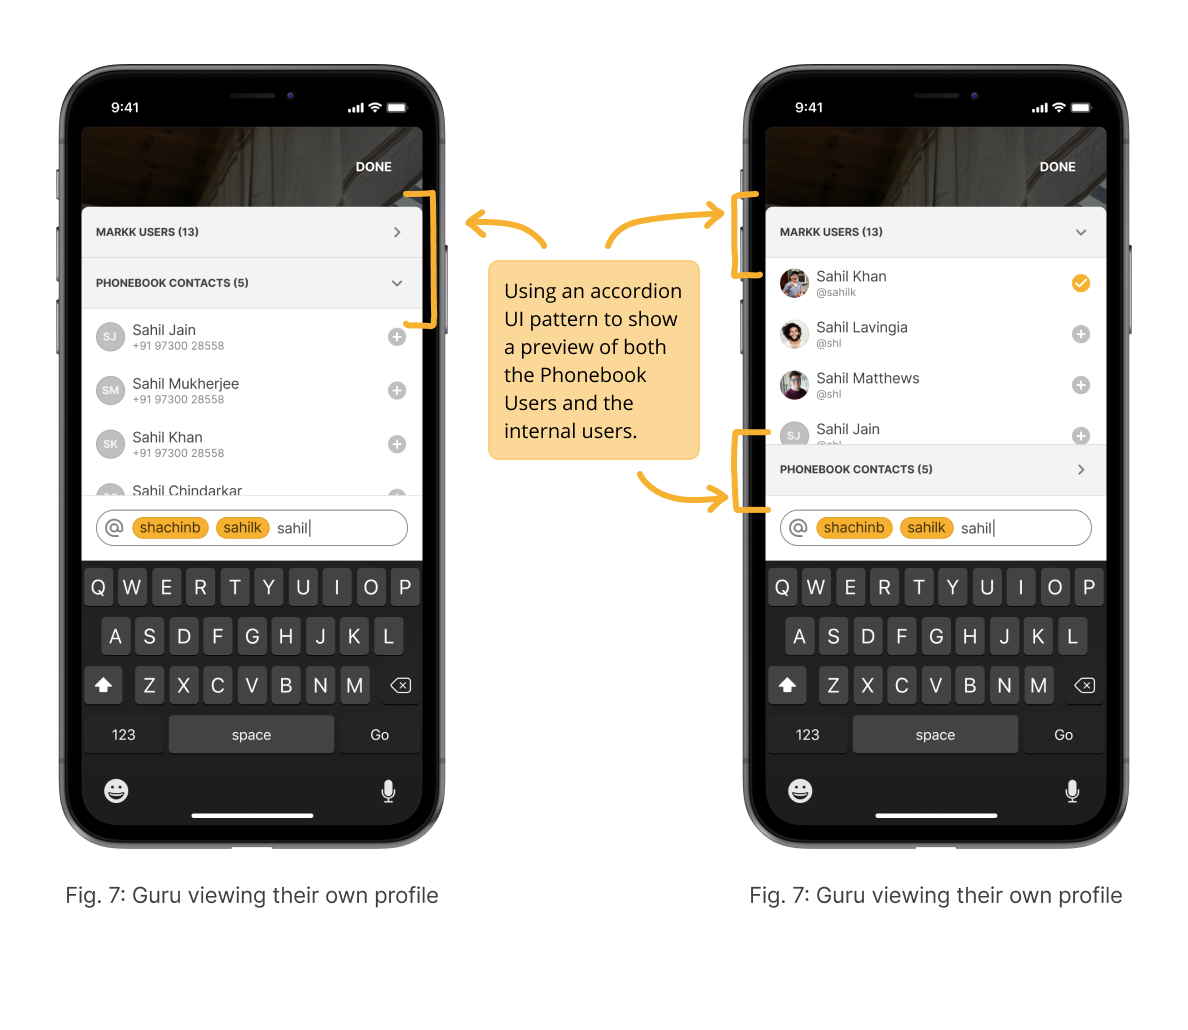 9:41
DONE
MARKK USERS (13)
PHONEBOOK CONTACTS (5)
SJ
Sahil Jain
+91 97300 28558
SM
Sahil Mukherjee
+91 97300 28558
SK
Sahil Khan
+91 97300 28558
Sahil Chindarkar
@ shachinb sahilk sahil
Q W E R T Y U I O P
A S D F G H J K L
Z X C V B N M
123 space Go
Fig. 7: Guru viewing their own profile
Using an accordion
UI pattern to show
a preview of both
the Phonebook
Users and the
internal users.
9:41
DONE
MARKK USERS (13)
Sahil Khan
@sahilk
Sahil Lavingia
@shl
Sahil Matthews
@shl
SJ
Sahil Jain
@shl
PHONEBOOK CONTACTS (5)
@ shachinb sahilk sahil
Q W E R T Y U I O P
A S D F G H J K L
Z X C V B N M
123 space Go
Fig. 7: Guru viewing their own profile